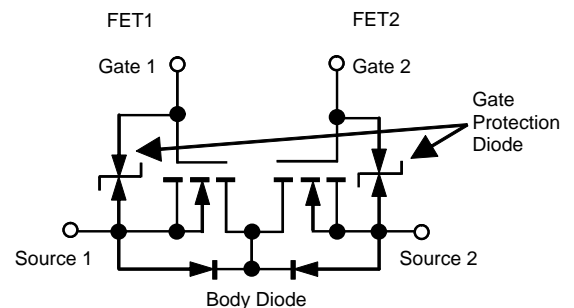 FET1
FET2
Gate 1
Gate 2
Gate
Protection
Diode
Source 1
Source 2
Body Diode